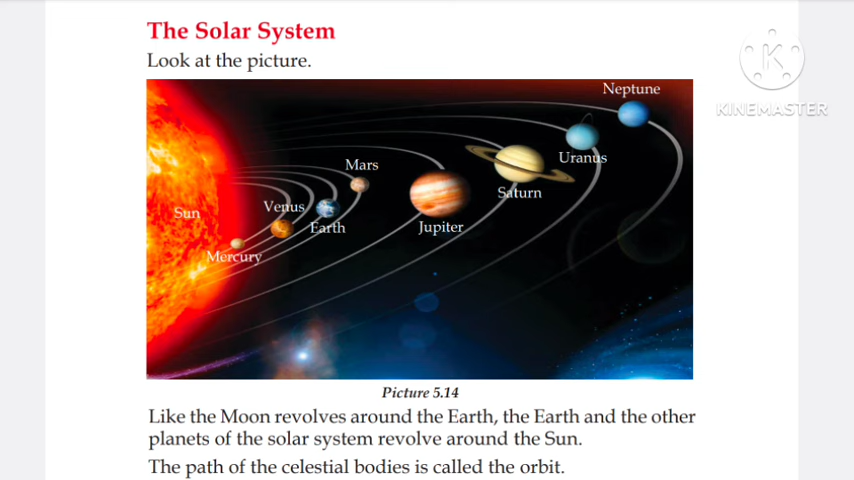 The Solar System
Look at the picture.
KINEMASTER
Neptune
Uranus
Mars
Saturn
Venus
Sun
Earth
Jupiter
Mercury
Picture 5.14
Like the Moon revolves around the Earth, the Earth and the other
planets of the solar system revolve around the Sun.
The path of the celestial bodies is called the orbit.